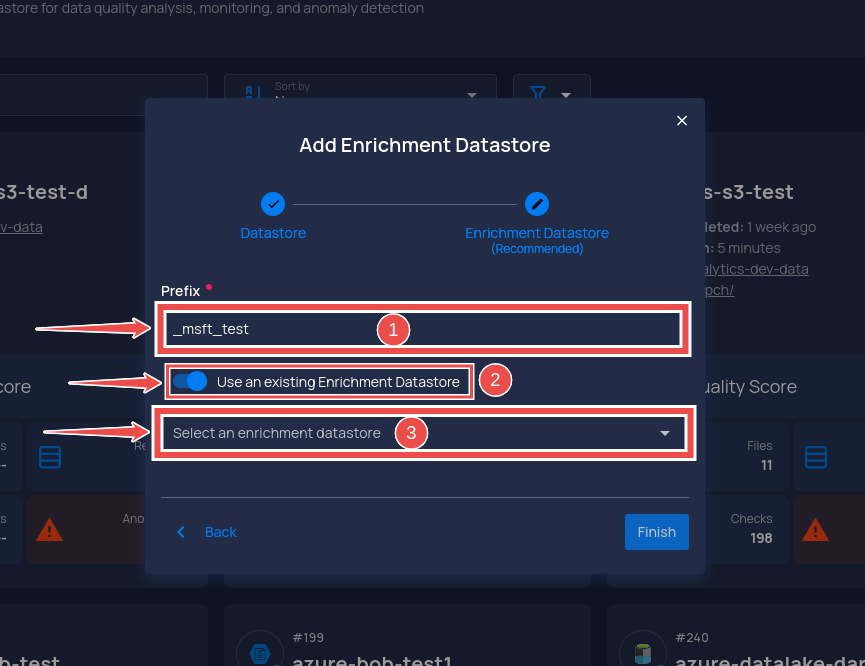 astore for data quality analysis, monitoring, and anomaly detection
Sort by
Add Enrichment Datastore
s3-test-d
s-s3-test
Datastore
Enrichment Datastore
(Recommended)
v-data
leted: 1 week ago
n: 5 minutes
alytics-dev-data
pch/
Prefix
_msft_test
1
Use an existing Enrichment Datastore
2
core
uality Score
Select an enrichment datastore
3
s
Re
Files
--
11
s
Ano
Checks
--
198
Back
Finish
#199
#240
b-test
azure-bob-test1
azure-datalake-da